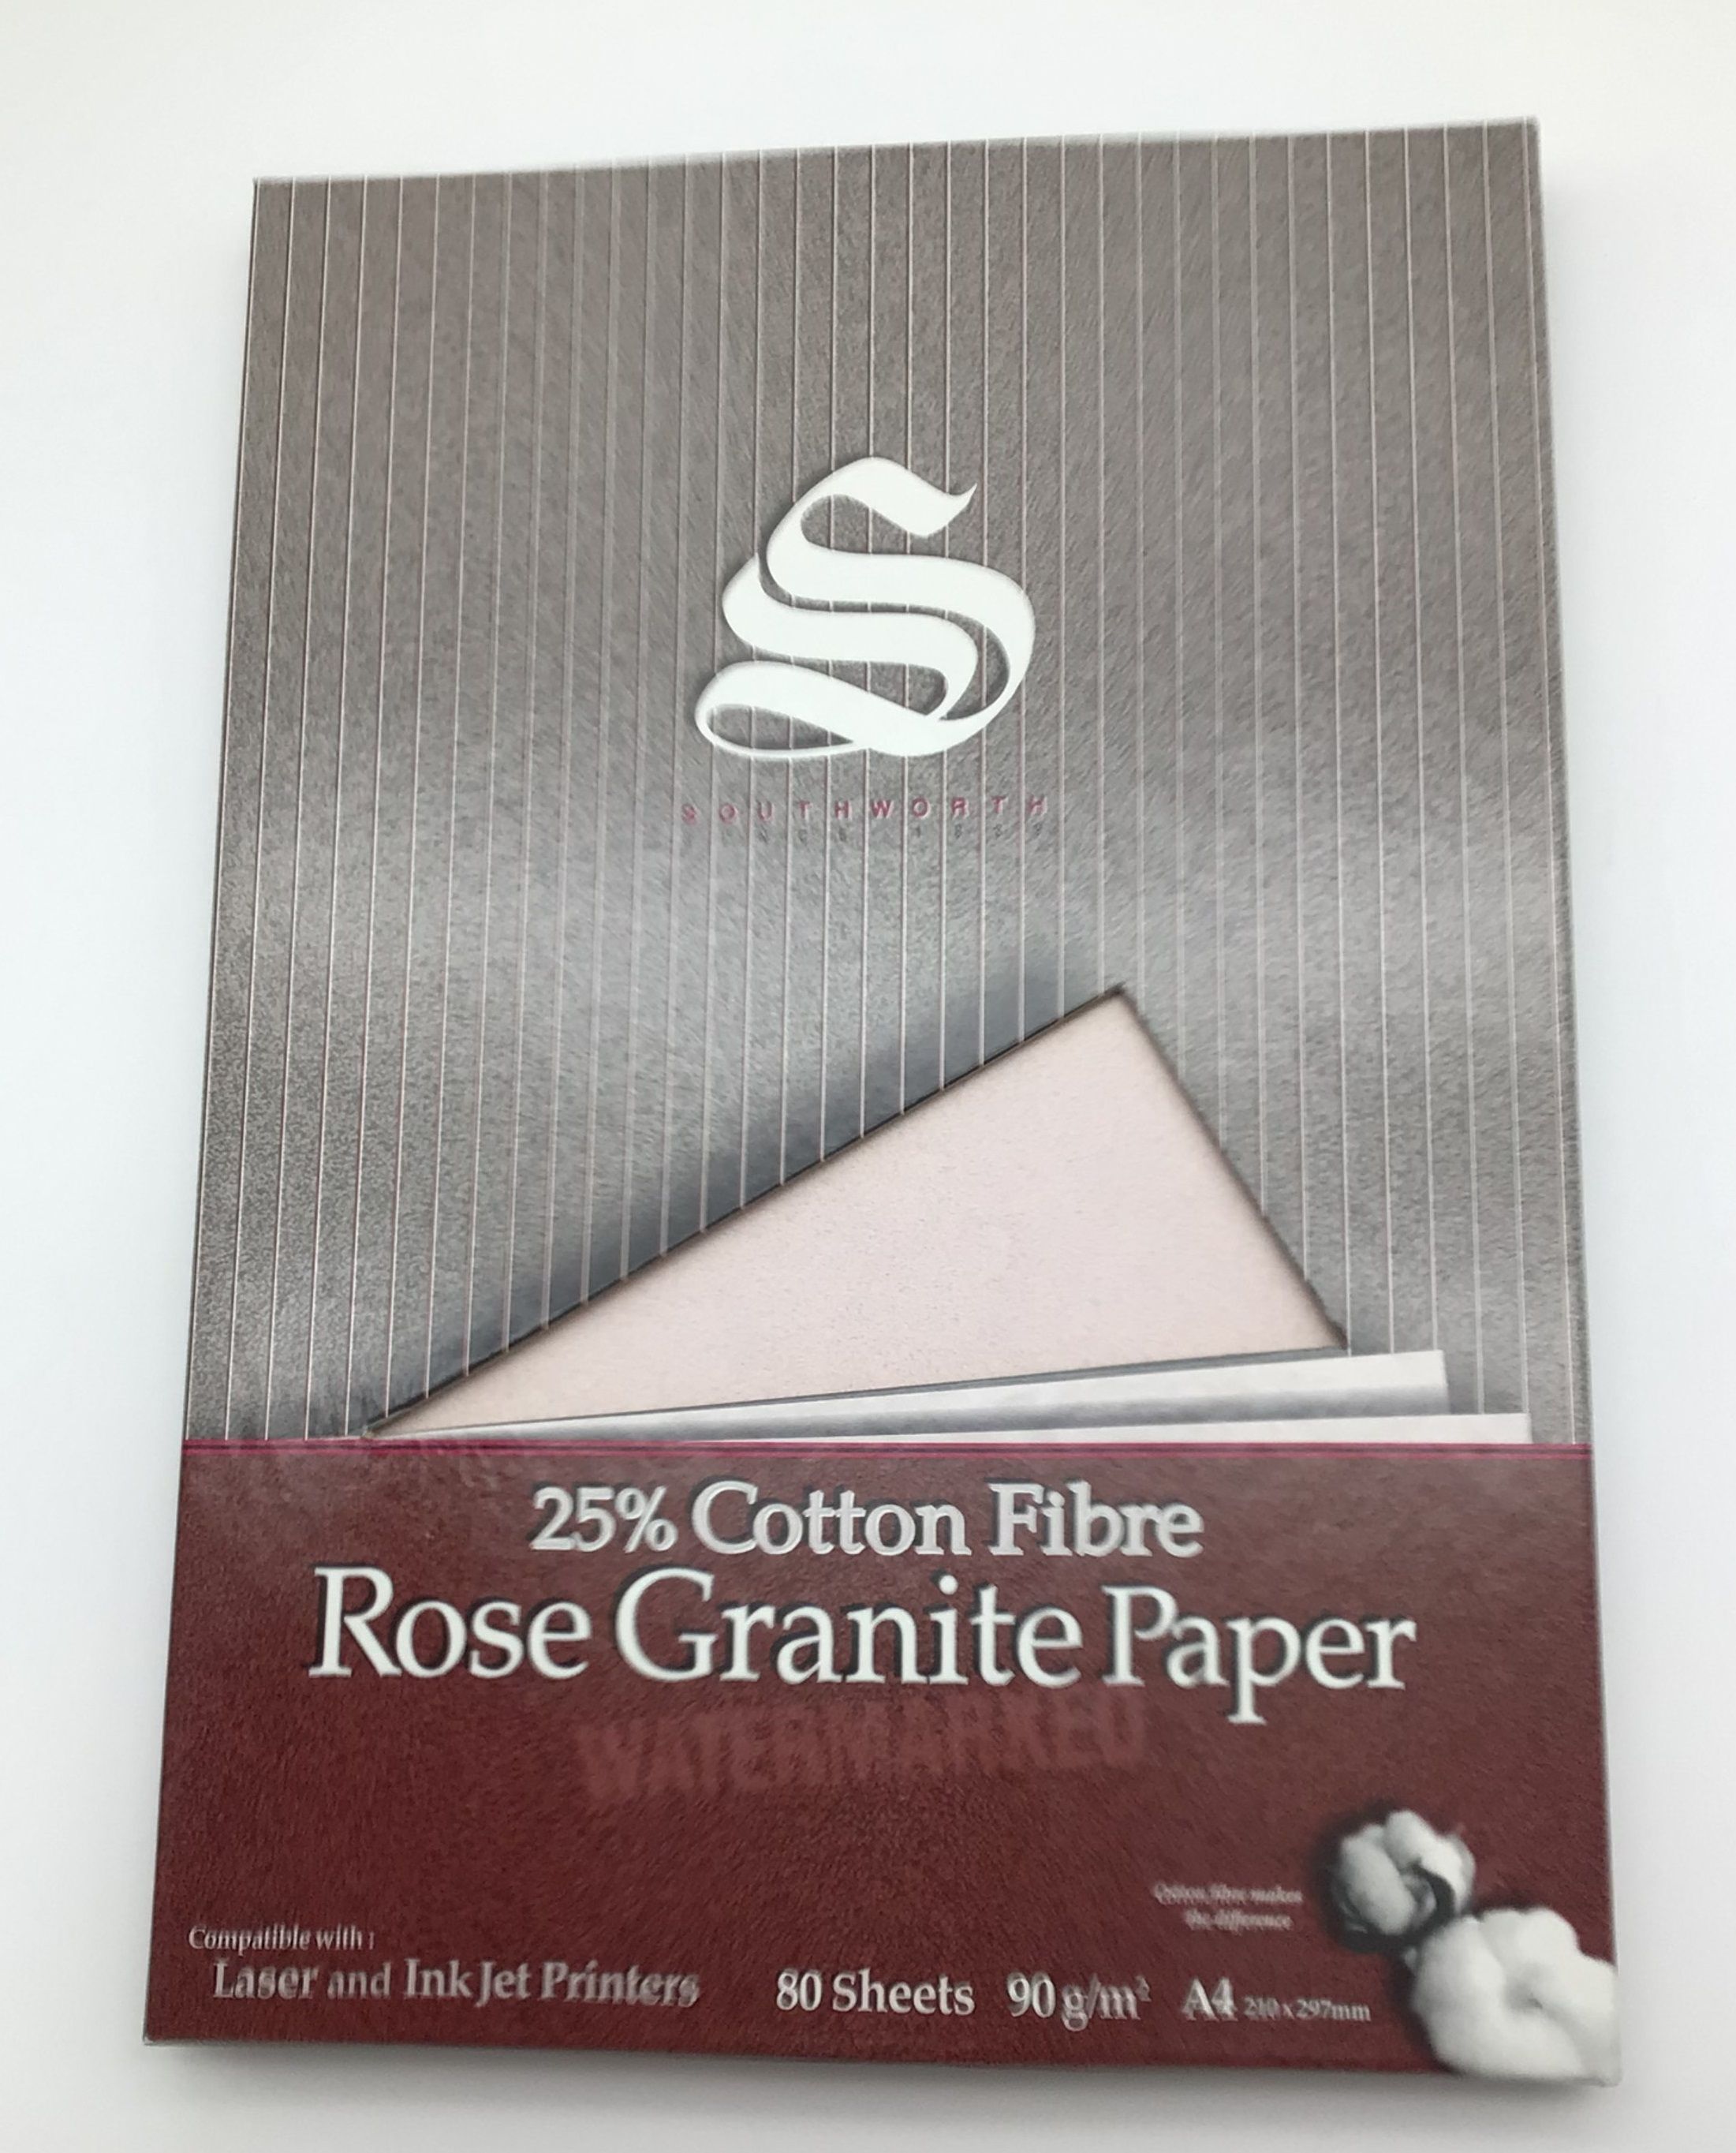 S
SOUTHWORTH
25% Cotton Fibre
Rose Granite Paper
WATERMARKED
Cotton fibre makes
the difference
Compatible with :
Laser and Ink Jet Printers 80 Sheets 90 g/m² A4 210 x 297mm